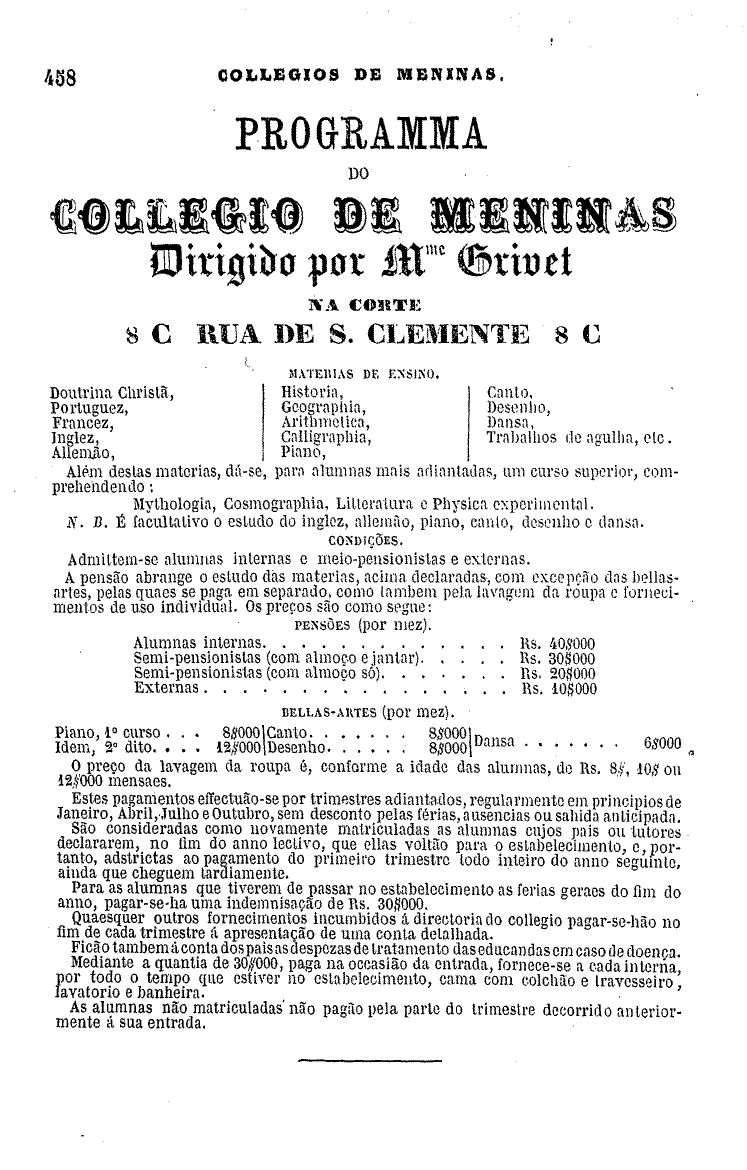 458
COLLEGIOS DE MENINAS.
PROGRAMMA
DO
COLLEGIO DE MENINAS
Dirigido por Mme Grivet
NA CORTE
8 C RUA DE S. CLEMENTE 8 C
MATERIAS DE ENSINO.
Doutrina Christã,
Portuguez,
Francez,
Inglez,
Allemão,
Historia,
Geographia,
Arithmetica,
Calligraphia,
Piano,
Canto,
Desenho,
Dansa,
Trabalhos de agulha, etc.
Além destas materias, dá-se, para alumnas mais adiantadas, um curso superior, com-
prehendendo:
Mythologia, Cosmographia, Litteratura e Physica experimental.
N. B. É facultativo o estudo do inglez, allemão, piano, canto, desenho e dansa.
CONDIÇÕES.
Admittem-se alumnas internas e meio-pensionistas e externas.
A pensão abrange o estudo das materias, acima declaradas, com excepção das bellas-
artes, pelas quaes se paga em separado, como tambem pela lavagem da roupa e forneci-
mentos de uso individual. Os preços são como segue:
PENSÕES (por mez).
Alumnas internas. . . . . . . . . . . . . . Rs. 40$000
Semi-pensionistas (com almoço e jantar). . . . . Rs. 30$000
Semi-pensionistas (com almoço só). . . . . . . Rs. 20$000
Externas . . . . . . . . . . . . . . . . Rs. 10$000
BELLAS-ARTES (por mez).
Piano, 1º curso . . . 8$000
Idem, 2º dito. . . . 12$000
Canto. . . . . . . 8$000
Desenho. . . . . . 8$000
Dansa . . . . . . . 6$000
O preço da lavagem da roupa é, conforme a idade das alumnas, de Rs. 8$, 10$ ou
12$000 mensaes.
Estes pagamentos effectuão-se por trimestres adiantados, regularmente em principios de
Janeiro, Abril, Julho e Outubro, sem desconto pelas férias, ausencias ou sahida anticipada.
São consideradas como novamente matriculadas as alumnas cujos pais ou tutores
declararem, no fim do anno lectivo, que ellas voltão para o estabelecimento, e, por-
tanto, adstrictas ao pagamento do primeiro trimestre todo inteiro do anno seguinte,
ainda que cheguem tardiamente.
Para as alumnas que tiverem de passar no estabelecimento as ferias geraes do fim do
anno, pagar-se-ha uma indemnisação de Rs. 30$000.
Quaesquer outros fornecimentos incumbidos á directoria do collegio pagar-se-hão no
fim de cada trimestre á apresentação de uma conta detalhada.
Ficão tambem á conta dos pais as despezas de tratamento das educandas em caso de doença.
Mediante a quantia de 30$000, paga na occasião da entrada, fornece-se a cada interna,
por todo o tempo que estiver no estabelecimento, cama com colchão e travesseiro,
lavatorio e banheira.
As alumnas não matriculadas não pagão pela parte do trimestre decorrido anterior-
mente á sua entrada.